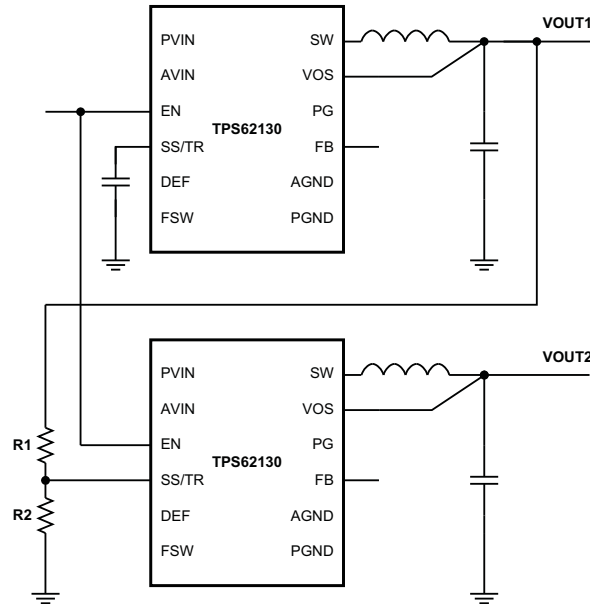 VOUT1
PVIN SW
AVIN VOS
EN PG
TPS62130
SS/TR FB
DEF AGND
FSW PGND
VOUT2
PVIN SW
AVIN VOS
R1 EN PG
TPS62130
SS/TR FB
R2 DEF AGND
FSW PGND